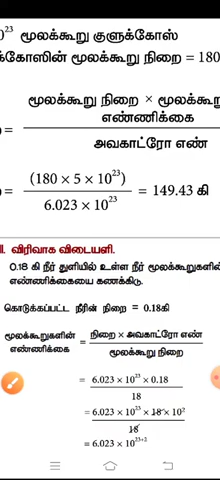 10²³ மூலக்கூறு குளுக்கோஸ்
க்கோஸின் மூலக்கூறு நிறை = 180
= மூலக்கூறு நிறை × மூலக்கூறு
எண்ணிக்கை
அவகாட்ரோ எண்
= (180 × 5 × 10²³) / 6.023 × 10²³ = 149.43 கி
விரிவாக விடையளி.
0.18 கி நீர் துளியில் உள்ள நீர் மூலக்கூறுகளின்
எண்ணிக்கையை கணக்கிடு.
கொடுக்கப்பட்ட நீரின் நிறை = 0.18கி
மூலக்கூறுகளின் எண்ணிக்கை = நிறை × அவகாட்ரோ எண் / மூலக்கூறு நிறை
= 6.023 × 10²³ × 0.18 / 18
= 6.023 × 10²³ × 18 × 10² / 18
= 6.023 × 10²³⁺²